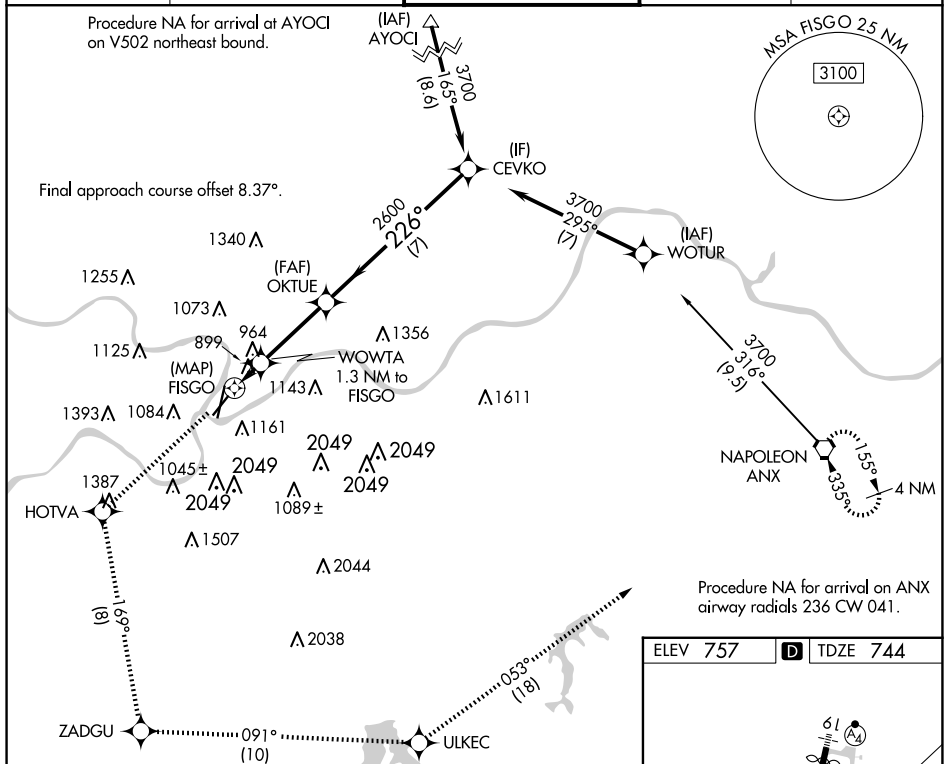 Procedure NA for arrival at AYOCI
on V502 northeast bound.
(IAF)
AYOCI
3700
165°
(8.6)
MSA FISGO 25 NM
3100
(IF)
CEVKO
Final approach course offset 8.37°.
2600
226°
(7)
3700
295°
(7)
(IAF)
WOTUR
1340
(FAF)
OKTUE
1255
1073
964
899
1356
1125
WOWTA
1.3 NM to
FISGO
(MAP)
FISGO
1143
3700
316°
(9.5)
1611
1393
1084
1161
NAPOLEON
ANX
155°
335°
4 NM
2049
2049
1045±
2049
2049
2049
1089±
1387
HOTVA
1507
2044
Procedure NA for arrival on ANX
airway radials 236 CW 041.
169°
(8)
2038
ELEV 757
D
TDZE 744
053°
(18)
19
A4
ZADGU
091°
(10)
ULKEC